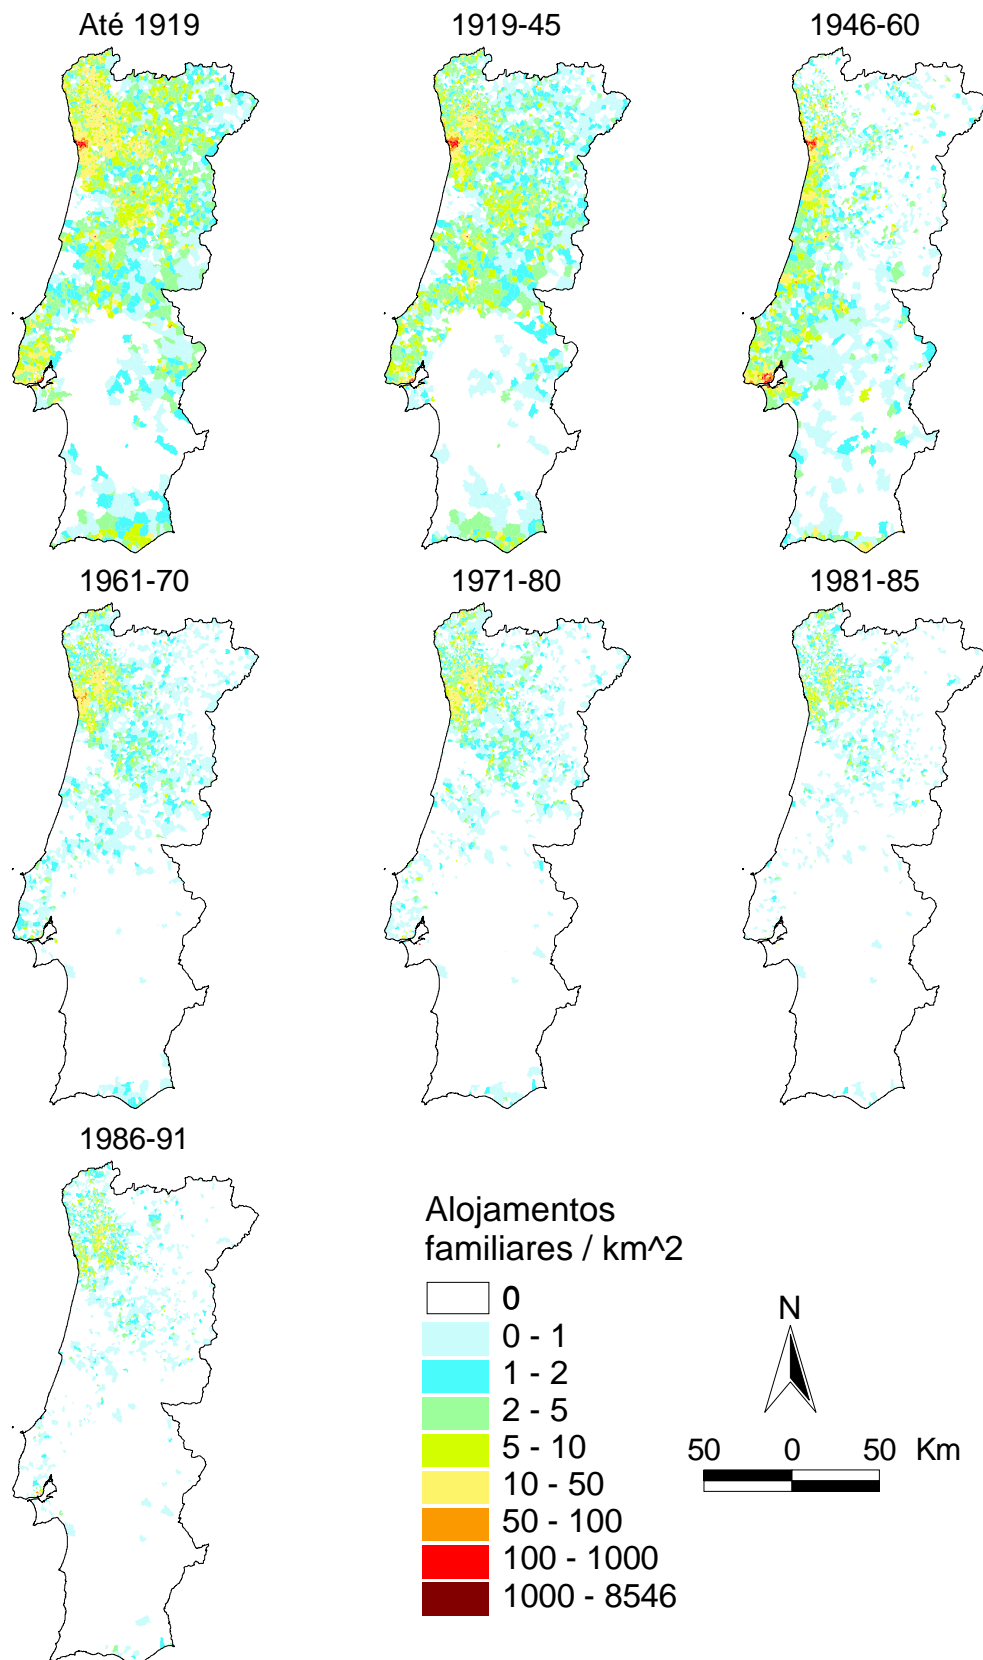 Até 1919
1919-45
1946-60
1961-70
1971-80
1981-85
1986-91
Alojamentos
familiares / km^2
0
0 - 1
1 - 2
2 - 5
5 - 10
10 - 50
50 - 100
100 - 1000
1000 - 8546
N
50 0 50 Km